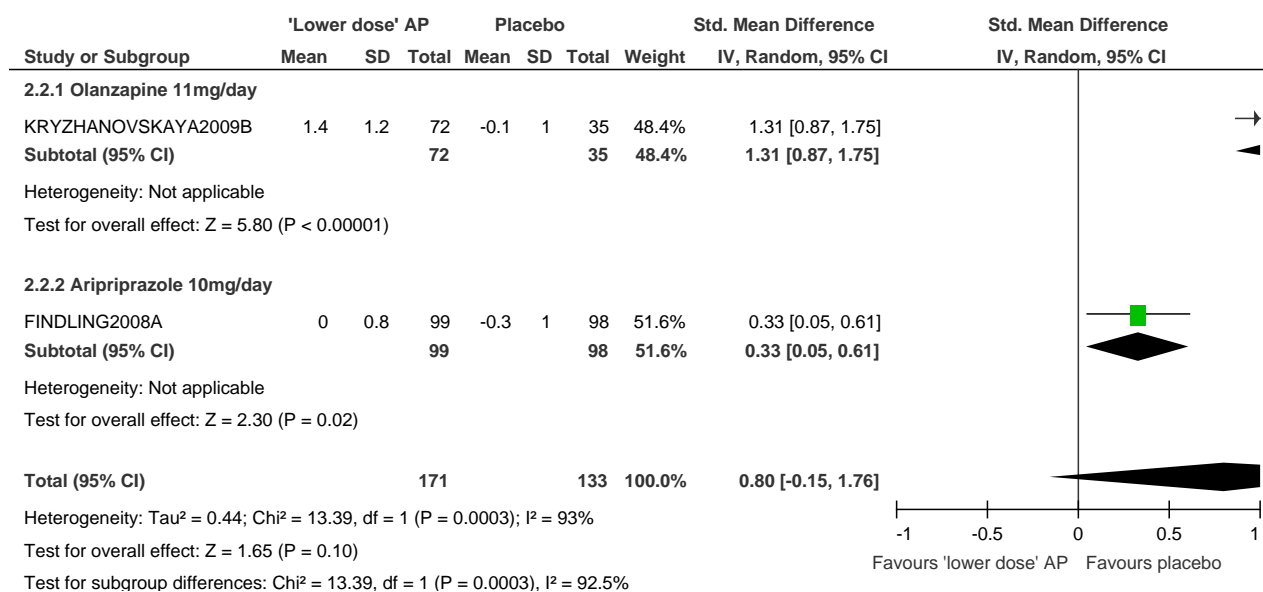 'Lower dose' AP Placebo Std. Mean Difference Std. Mean Difference
Study or Subgroup Mean SD Total Mean SD Total Weight IV, Random, 95% CI IV, Random, 95% CI
2.2.1 Olanzapine 11mg/day
KRYZHANOVSKAYA2009B 1.4 1.2 72 -0.1 1 35 48.4% 1.31 [0.87, 1.75]
Subtotal (95% CI) 72 35 48.4% 1.31 [0.87, 1.75]
Heterogeneity: Not applicable
Test for overall effect: Z = 5.80 (P < 0.00001)
2.2.2 Aripriprazole 10mg/day
FINDLING2008A 0 0.8 99 -0.3 1 98 51.6% 0.33 [0.05, 0.61]
Subtotal (95% CI) 99 98 51.6% 0.33 [0.05, 0.61]
Heterogeneity: Not applicable
Test for overall effect: Z = 2.30 (P = 0.02)
Total (95% CI) 171 133 100.0% 0.80 [-0.15, 1.76]
Heterogeneity: Tau² = 0.44; Chi² = 13.39, df = 1 (P = 0.0003); I² = 93%
Test for overall effect: Z = 1.65 (P = 0.10)
Test for subgroup differences: Chi² = 13.39, df = 1 (P = 0.0003), I² = 92.5%
-1 -0.5 0 0.5 1
Favours 'lower dose' AP Favours placebo